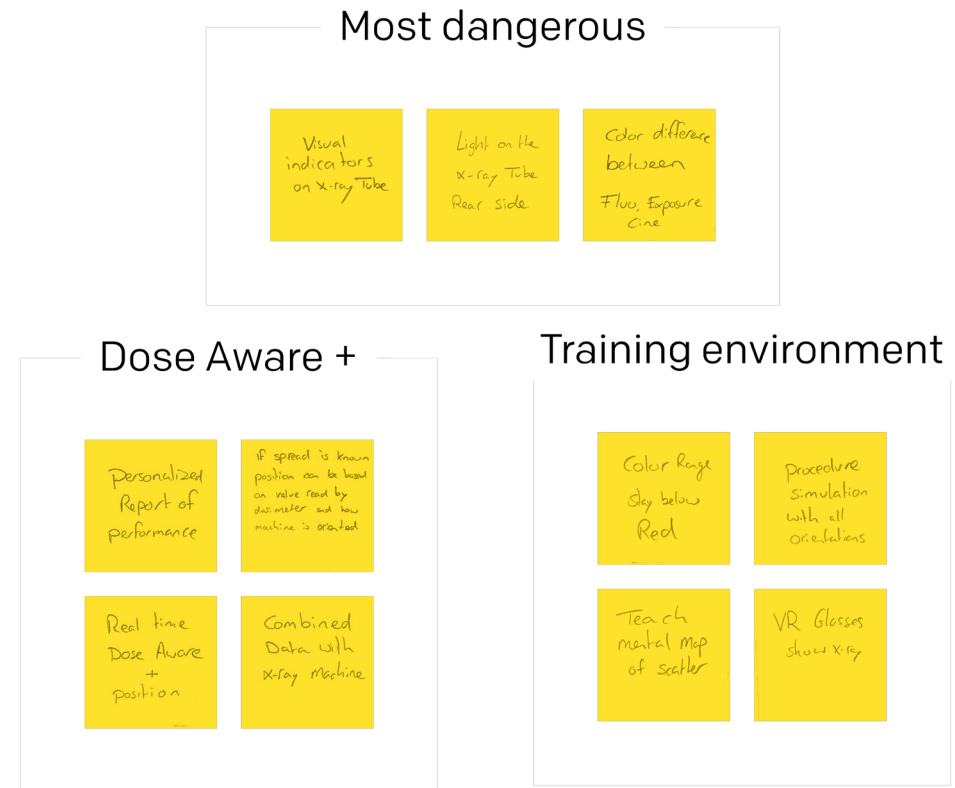 Most dangerous
Visual
indicators
on x-ray Tube
Light on the
x-ray Tube
Rear side
Color difference
between
Fluo, Exposure
Cine
Dose Aware +
Personalized
Report of
performance
if spread is known
position can be based
on value read by
dosimeter and how
machine is oriented
Real time
Dose Aware
+
position
Combined
Data with
x-ray Machine
Training environment
Color Range
stay below
Red
procedure
simulation
with all
orientations
Teach
mental map
of scatter
VR Glasses
show x-ray